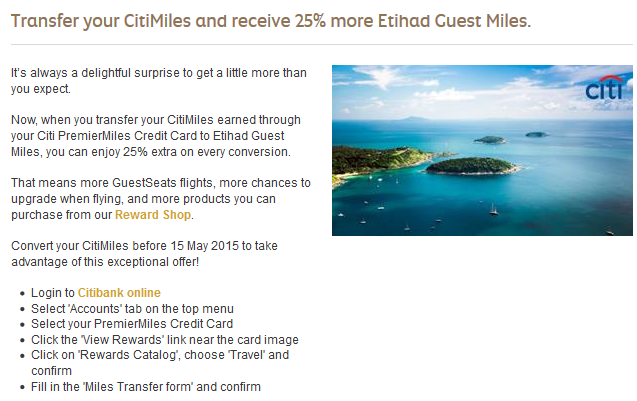 Transfer your CitiMiles and receive 25% more Etihad Guest Miles.
It's always a delightful surprise to get a little more than
you expect.
Now, when you transfer your CitiMiles earned through
your Citi PremierMiles Credit Card to Etihad Guest
Miles, you can enjoy 25% extra on every conversion.
That means more GuestSeats flights, more chances to
upgrade when flying, and more products you can
purchase from our Reward Shop.
Convert your CitiMiles before 15 May 2015 to take
advantage of this exceptional offer!
• Login to Citibank online
• Select 'Accounts' tab on the top menu
• Select your PremierMiles Credit Card
• Click the 'View Rewards' link near the card image
• Click on 'Rewards Catalog', choose 'Travel' and
confirm
• Fill in the 'Miles Transfer form' and confirm
citi